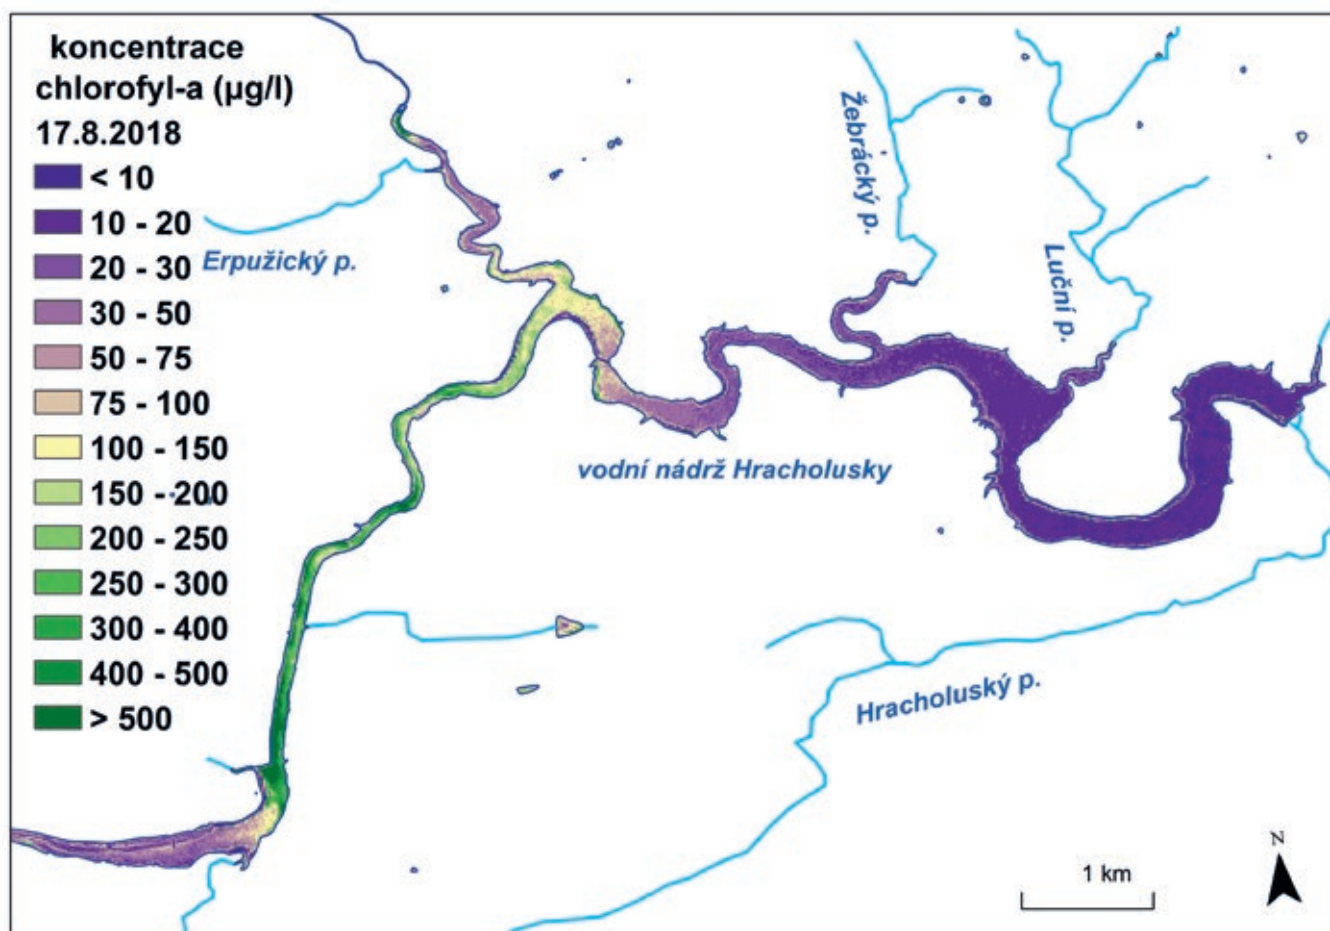 koncentrace
chlorofyl-a (µg/l)
17.8.2018
< 10
10 - 20
20 - 30
30 - 50
50 - 75
75 - 100
100 - 150
150 - 200
200 - 250
250 - 300
300 - 400
400 - 500
> 500
Erpužický p.
Žebrácký p.
Luční p.
vodní nádrž Hracholusky
Hracholuský p.
1 km
N